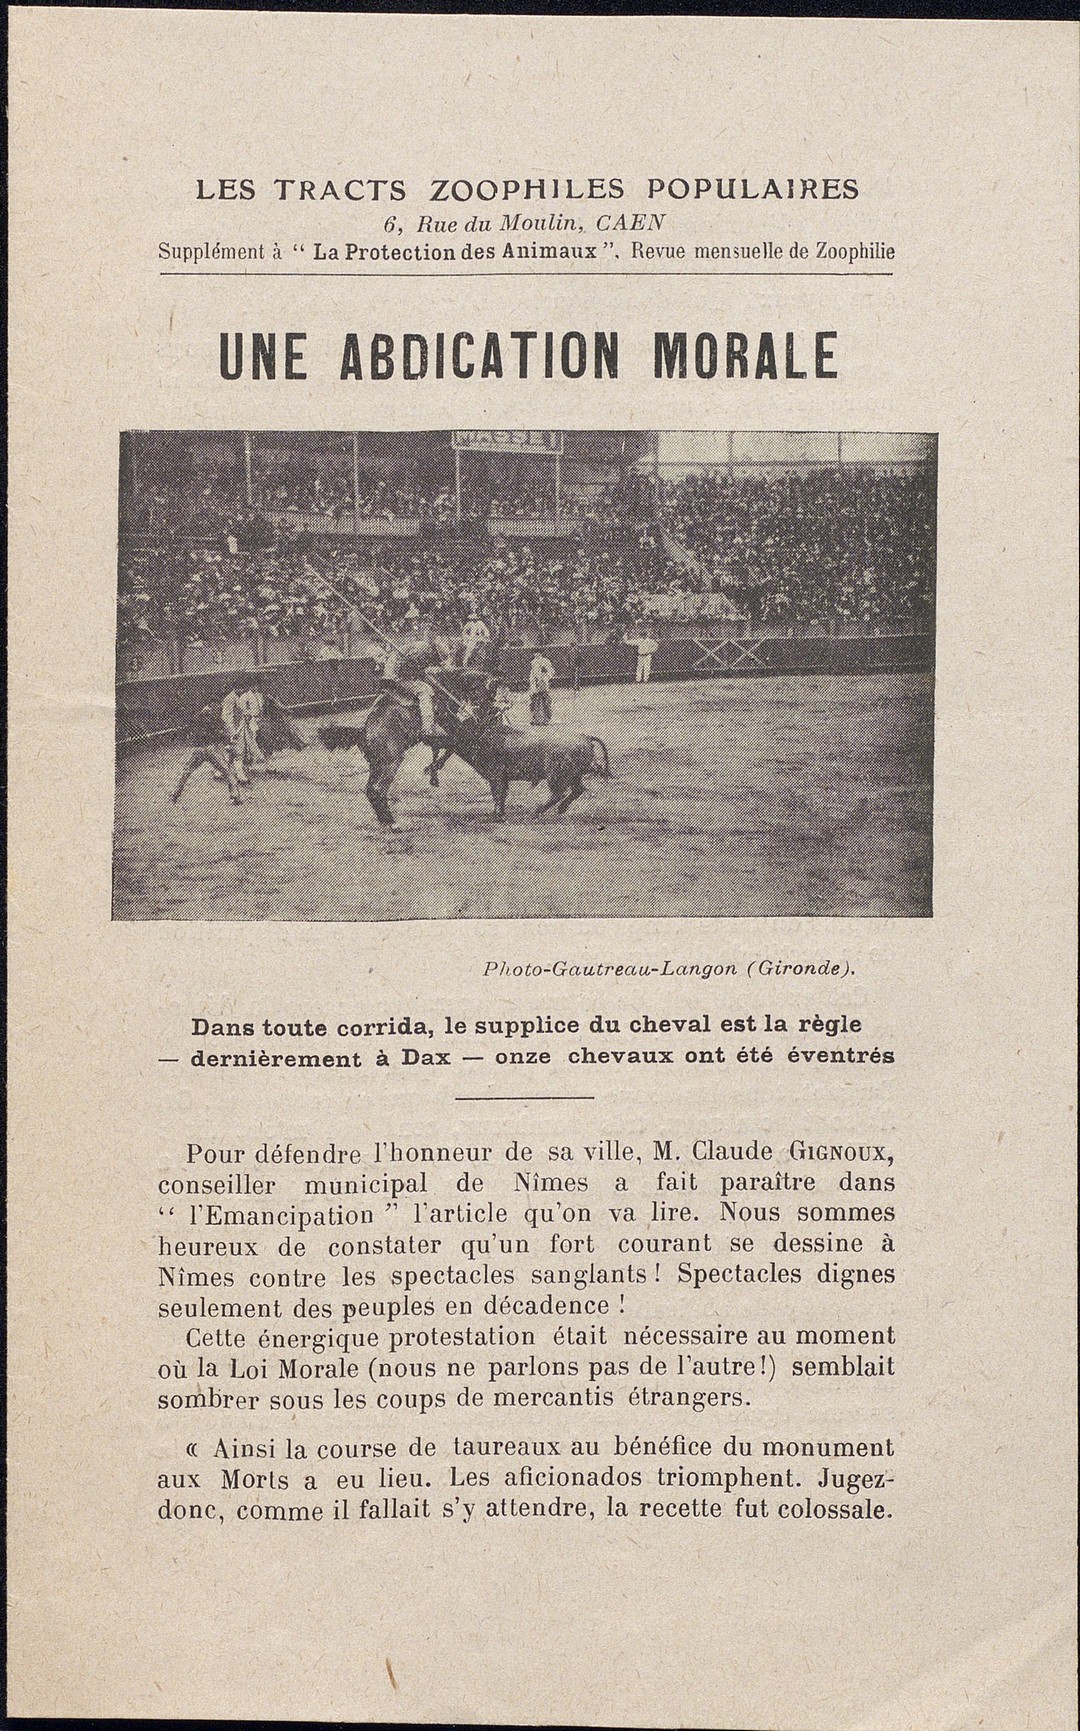 LES TRACTS ZOOPHILES POPULAIRES
6, Rue du Moulin, CAEN
Supplément à “ La Protection des Animaux ”. Revue mensuelle de Zoophilie
UNE ABDICATION MORALE
MASSET
Photo-Gautreau-Langon (Gironde).
Dans toute corrida, le supplice du cheval est la règle
— dernièrement à Dax — onze chevaux ont été éventrés
Pour défendre l'honneur de sa ville, M. Claude GIGNOUX,
conseiller municipal de Nîmes a fait paraître dans
“ l'Emancipation ” l'article qu'on va lire. Nous sommes
heureux de constater qu'un fort courant se dessine à
Nîmes contre les spectacles sanglants ! Spectacles dignes
seulement des peuples en décadence !
Cette énergique protestation était nécessaire au moment
où la Loi Morale (nous ne parlons pas de l'autre!) semblait
sombrer sous les coups de mercantis étrangers.
« Ainsi la course de taureaux au bénéfice du monument
aux Morts a eu lieu. Les aficionados triomphent. Jugez-
donc, comme il fallait s'y attendre, la recette fut colossale.